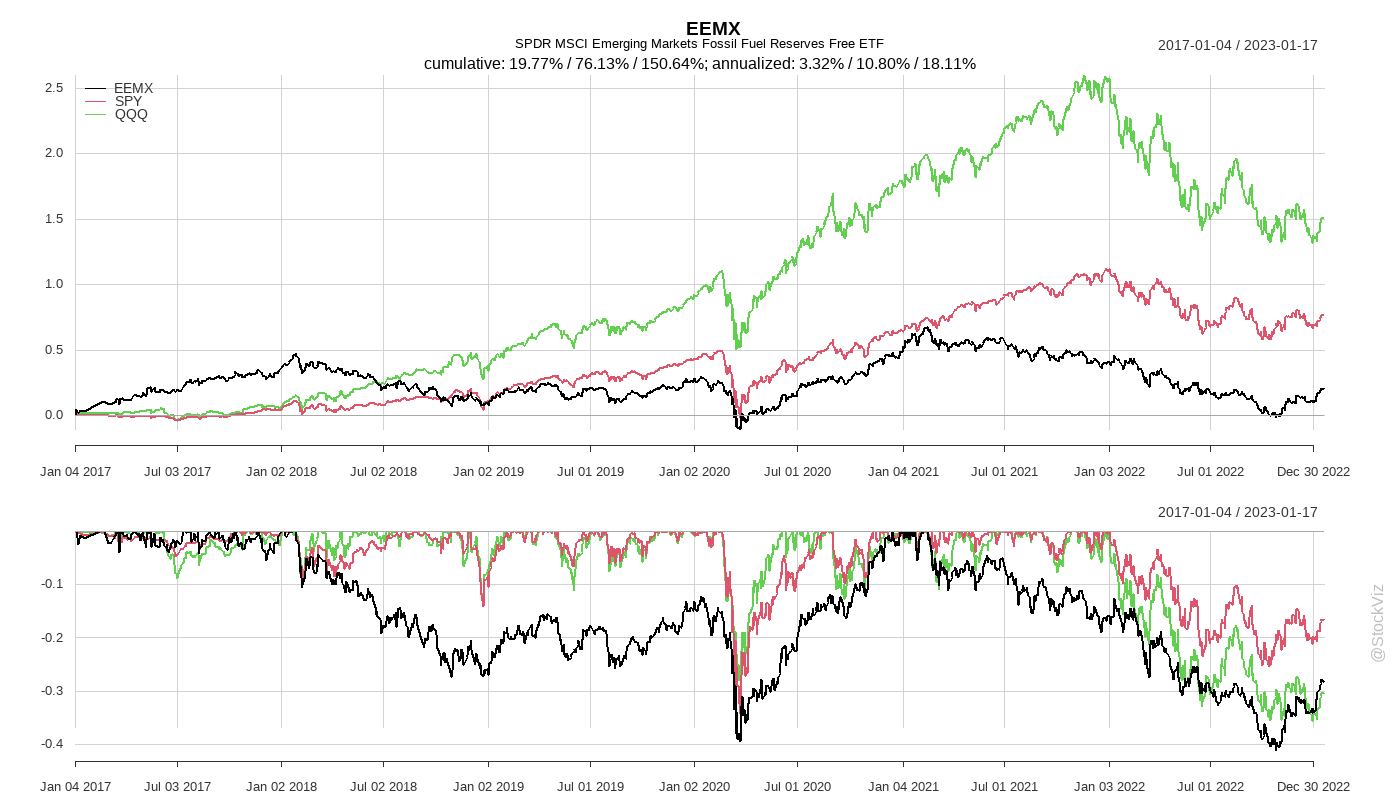 EEMX
SPDR MSCI Emerging Markets Fossil Fuel Reserves Free ETF
2017-01-04 / 2023-01-17
cumulative: 19.77% / 76.13% / 150.64%; annualized: 3.32% / 10.80% / 18.11%
EEMX
SPY
QQQ
2.5
2.0
1.5
1.0
0.5
0.0
Jan 04 2017 Jul 03 2017 Jan 02 2018 Jul 02 2018 Jan 02 2019 Jul 01 2019 Jan 02 2020 Jul 01 2020 Jan 04 2021 Jul 01 2021 Jan 03 2022 Jul 01 2022 Dec 30 2022
2017-01-04 / 2023-01-17
-0.1
-0.2
-0.3
-0.4
Jan 04 2017 Jul 03 2017 Jan 02 2018 Jul 02 2018 Jan 02 2019 Jul 01 2019 Jan 02 2020 Jul 01 2020 Jan 04 2021 Jul 01 2021 Jan 03 2022 Jul 01 2022 Dec 30 2022
@StockViz